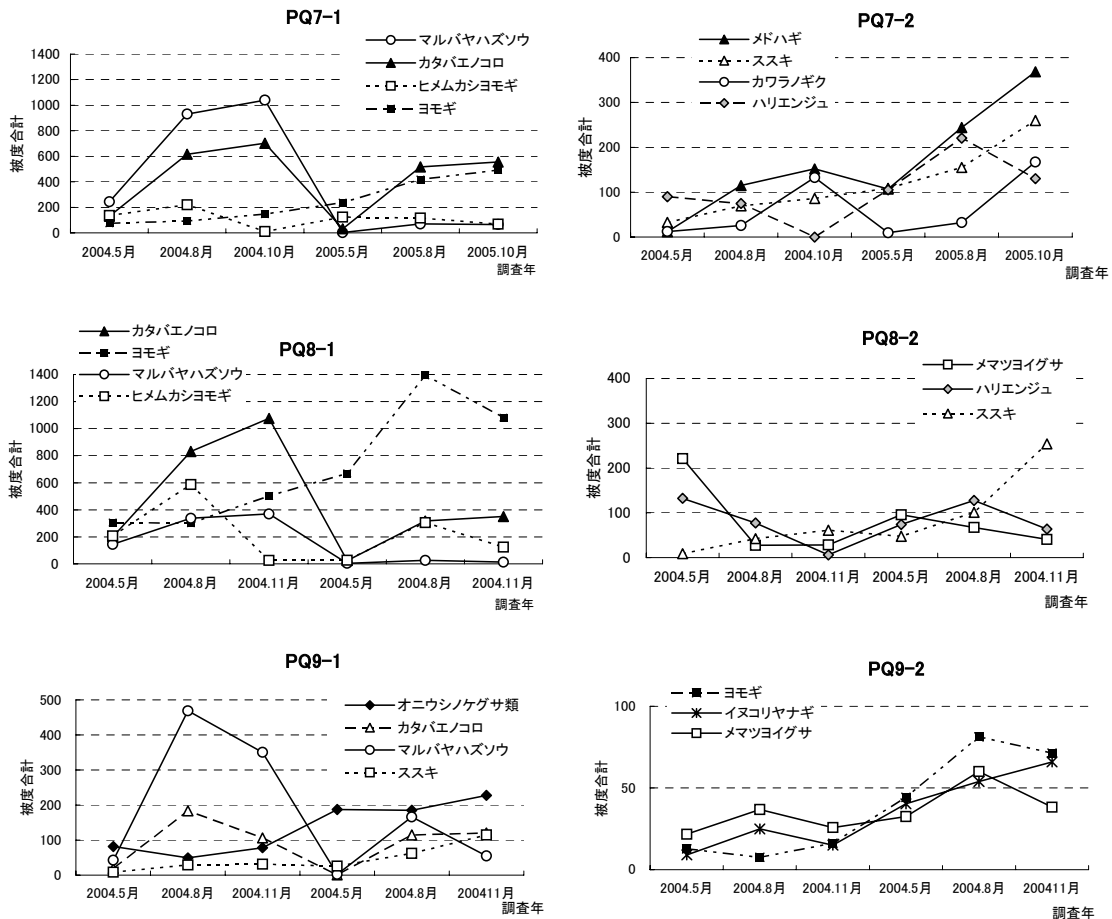 PQ7-1
マルバヤハズソウ
カタバエノコロ
ヒメムカシヨモギ
ヨモギ
1400
1200
1000
800
600
400
200
0
被度合計
2004.5月 2004.8月 2004.10月 2005.5月 2005.8月 2005.10月
調査年
PQ7-2
メドハギ
ススキ
カワラノギク
ハリエンジュ
400
300
200
100
0
被度合計
2004.5月 2004.8月 2004.10月 2005.5月 2005.8月 2005.10月
調査年
PQ8-1
カタバエノコロ
ヨモギ
マルバヤハズソウ
ヒメムカシヨモギ
1400
1200
1000
800
600
400
200
0
被度合計
2004.5月 2004.8月 2004.11月 2004.5月 2004.8月 2004.11月
調査年
PQ8-2
メマツヨイグサ
ハリエンジュ
ススキ
400
300
200
100
0
被度合計
2004.5月 2004.8月 2004.11月 2004.5月 2004.8月 2004.11月
調査年
PQ9-1
オニウシノケグサ類
カタバエノコロ
マルバヤハズソウ
ススキ
500
400
300
200
100
0
被度合計
2004.5月 2004.8月 2004.11月 2004.5月 2004.8月 200411月
調査年
PQ9-2
ヨモギ
イヌコリヤナギ
メマツヨイグサ
100
50
0
被度合計
2004.5月 2004.8月 2004.11月 2004.5月 2004.8月 200411月
調査年